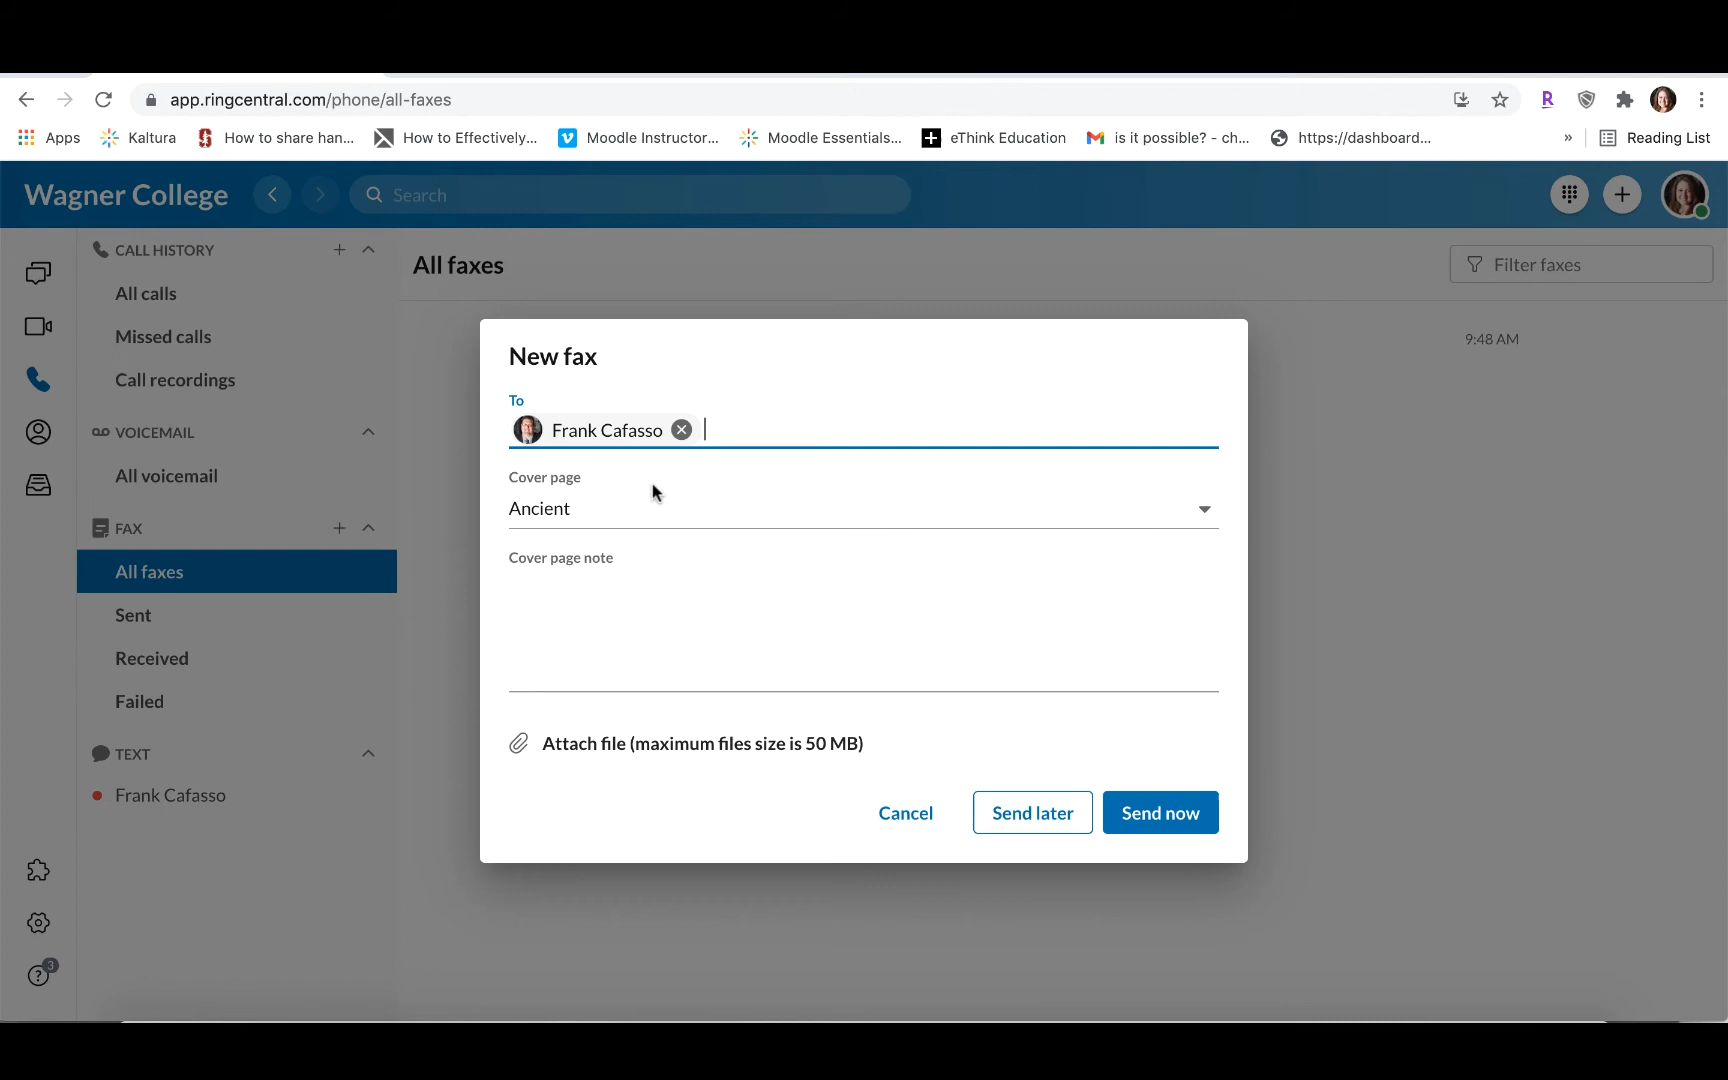 app.ringcentral.com/phone/all-faxes
Apps Kaltura How to share han... How to Effectively... Moodle Instructor... Moodle Essentials... eThink Education is it possible? - ch... https://dashboard... » Reading List
Wagner College Search
CALL HISTORY
All calls
Missed calls
Call recordings
VOICEMAIL
All voicemail
FAX
All faxes
Sent
Received
Failed
TEXT
Frank Cafasso
3
All faxes
Filter faxes
9:48 AM
New fax
To
Frank Cafasso
Cover page
Ancient
Cover page note
Attach file (maximum files size is 50 MB)
Cancel Send later Send now